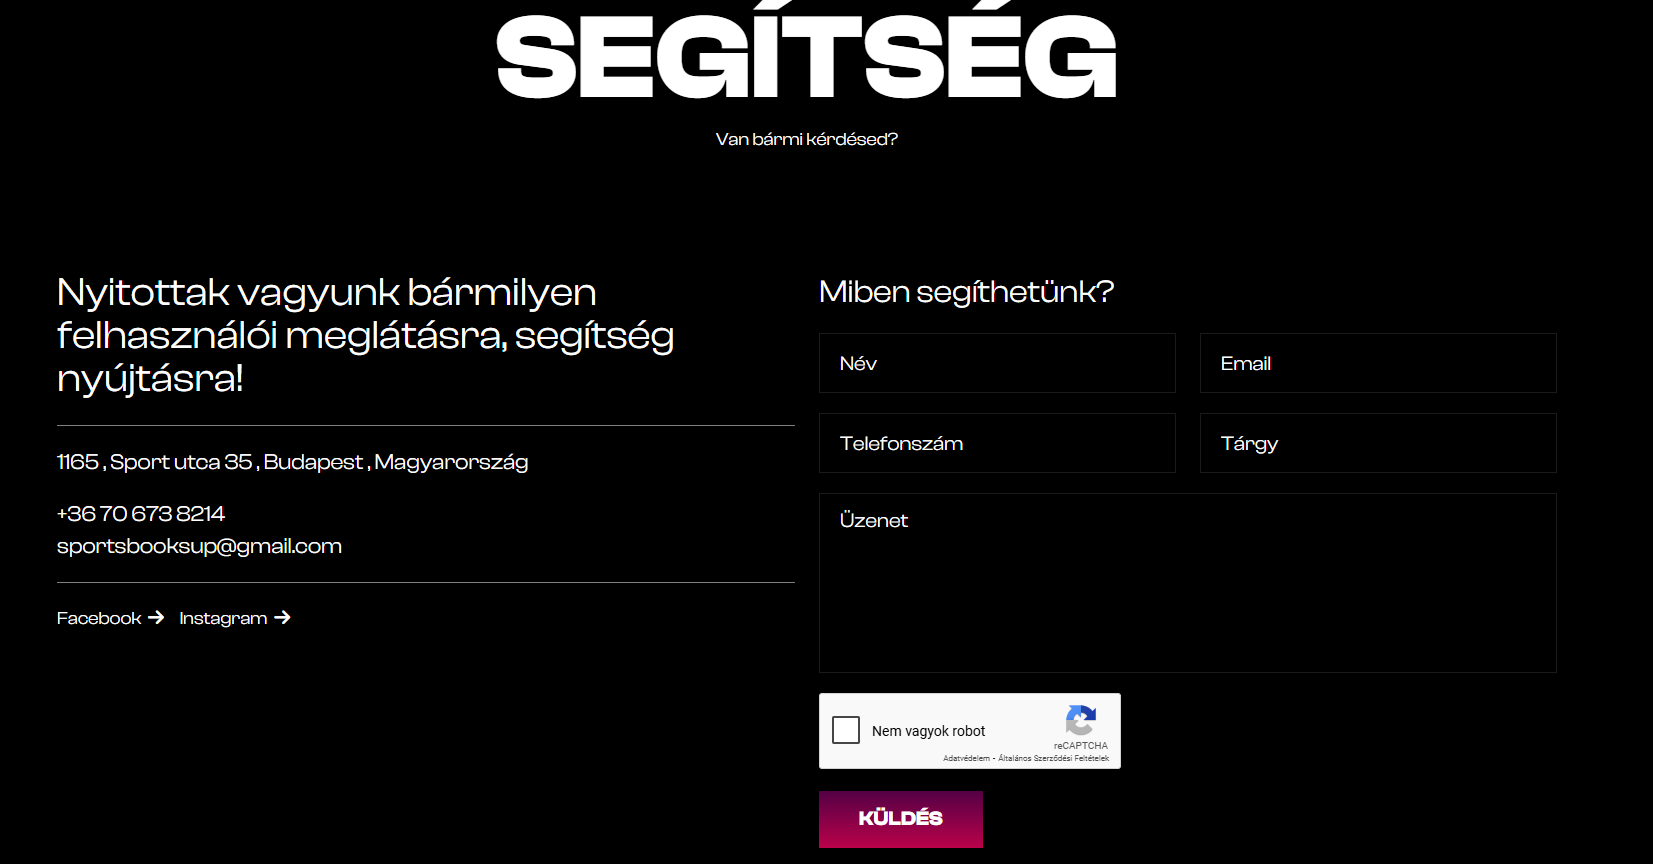 SEGÍTSÉG
Van bármi kérdésed?
Nyitottak vagyunk bármilyen
felhasználói meglátásra, segítség
nyújtásra!
1165 , Sport utca 35 , Budapest , Magyarország
+36 70 673 8214
sportsbooksup@gmail.com
Facebook → Instagram →
Miben segíthetünk?
Név Email
Telefonszám Tárgy
Üzenet
Nem vagyok robot
reCAPTCHA
Adatvédelem - Általános Szerződési Feltételek
KÜLDÉS